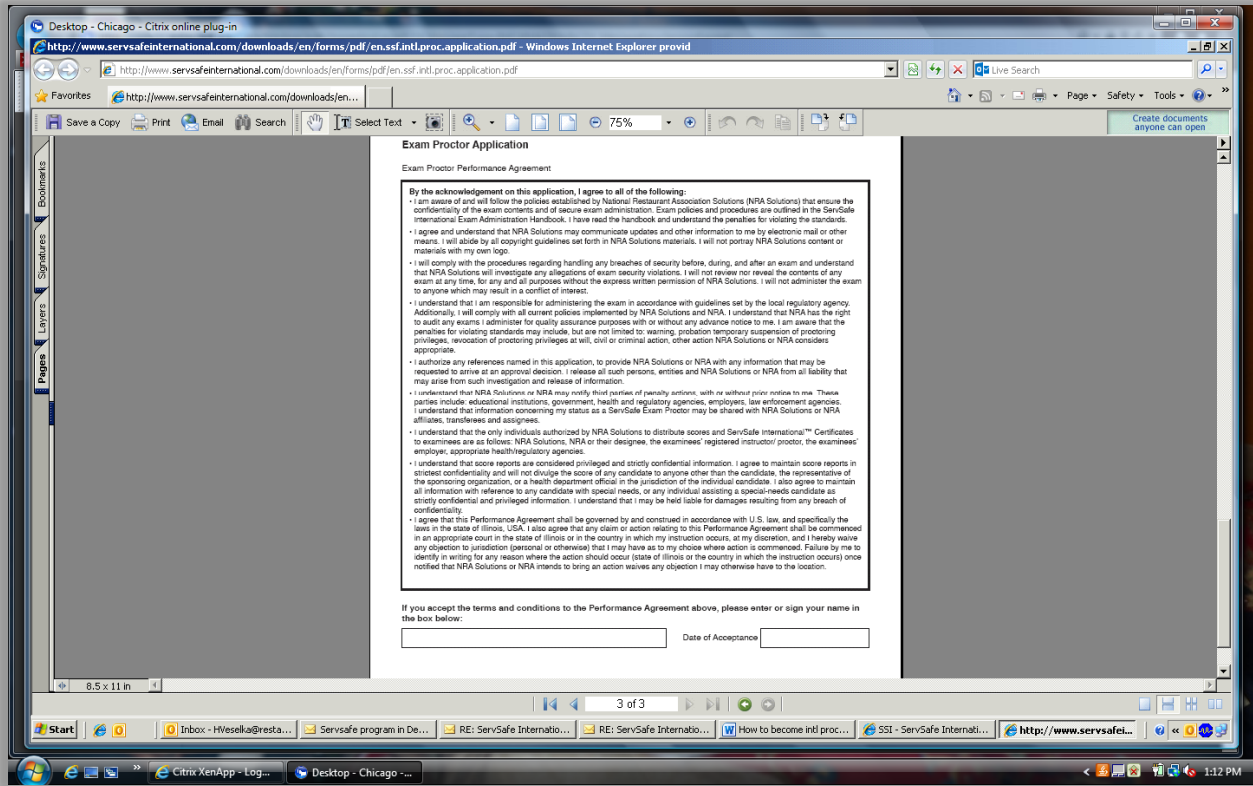 Desktop - Chicago - Citrix online plug-in
http://www.servsafeinternational.com/downloads/en/forms/pdf/en.ssf.intl.proc.application.pdf - Windows Internet Explorer provid
http://www.servsafeinternational.com/downloads/en/forms/pdf/en.ssf.intl.proc.application.pdf
Live Search
Favorites
http://www.servsafeinternational.com/downloads/en...
Page
Safety
Tools
Save a Copy
Print
Email
Search
Select Text
75%
Create documents
anyone can open
Bookmarks
Signatures
Layers
Pages
Exam Proctor Application
Exam Proctor Performance Agreement
By the acknowledgement on this application, I agree to all of the following:
• I am aware of and will follow the policies established by National Restaurant Association Solutions (NRA Solutions) that ensure the
confidentiality of the exam contents and of secure exam administration. Exam policies and procedures are outlined in the ServSafe
International Exam Administration Handbook. I have read the handbook and understand the penalties for violating the standards.
• I agree and understand that NRA Solutions may communicate updates and other information to me by electronic mail or other
means. I will abide by all copyright guidelines set forth in NRA Solutions materials. I will not portray NRA Solutions content or
materials with my own logo.
• I will comply with the procedures regarding handling any breaches of security before, during, and after an exam and understand
that NRA Solutions will investigate any allegations of exam security violations. I will not review nor reveal the contents of any
exam at any time, for any and all purposes without the express written permission of NRA Solutions. I will not administer the exam
to anyone which may result in a conflict of interest.
• I understand that I am responsible for administering the exam in accordance with guidelines set by the local regulatory agency.
Additionally, I will comply with all current policies implemented by NRA Solutions and NRA. I understand that NRA has the right
to audit any exams I administer for quality assurance purposes with or without any advance notice to me. I am aware that the
penalties for violating standards may include, but are not limited to: warning, probation temporary suspension of proctoring
privileges, revocation of proctoring privileges at will, civil or criminal action, other action NRA Solutions or NRA considers
appropriate.
• I authorize any references named in this application, to provide NRA Solutions or NRA with any information that may be
requested to arrive at an approval decision. I release all such persons, entities and NRA Solutions or NRA from all liability that
may arise from such investigation and release of information.
• I understand that NRA Solutions or NRA may notify third parties of penalty actions, with or without prior notice to me. These
parties include: educational institutions, government, health and regulatory agencies, employers, law enforcement agencies.
I understand that information concerning my status as a ServSafe Exam Proctor may be shared with NRA Solutions or NRA
affiliates, transferees and assignees.
• I understand that the only individuals authorized by NRA Solutions to distribute scores and ServSafe International™ Certificates
to examinees are as follows: NRA Solutions, NRA or their designee, the examinees' registered instructor/ proctor, the examinees'
employer, appropriate health/regulatory agencies.
• I understand that score reports are considered privileged and strictly confidential information. I agree to maintain score reports in
strictest confidentiality and will not divulge the score of any candidate to anyone other than the candidate, the representative of
the sponsoring organization, or a health department official in the jurisdiction of the individual candidate. I also agree to maintain
all information with reference to any candidate with special needs, or any individual assisting a special-needs candidate as
strictly confidential and privileged information. I understand that I may be held liable for damages resulting from any breach of
confidentiality.
• I agree that this Performance Agreement shall be governed by and construed in accordance with U.S. law, and specifically the
laws in the state of Illinois, USA. I also agree that any claim or action relating to this Performance Agreement shall be commenced
in an appropriate court in the state of Illinois or in the country in which my instruction occurs, at my discretion, and I hereby waive
any objection to jurisdiction (personal or otherwise) that I may have as to my choice where action is commenced. Failure by me to
identify in writing for any reason where the action should occur (state of Illinois or the country in which the instruction occurs) once
notified that NRA Solutions or NRA intends to bring an action waives any objection I may otherwise have to the location.
If you accept the terms and conditions to the Performance Agreement above, please enter or sign your name in
the box below:
Date of Acceptance
8.5 x 11 in
3 of 3
Start
Inbox - HVeselka@resta...
Servsafe program in De...
RE: ServSafe Internatio...
RE: ServSafe Internatio...
How to become intl proc...
SSI - ServSafe Internati...
http://www.servsafei...
Citrix XenApp - Log...
Desktop - Chicago -...
1:12 PM